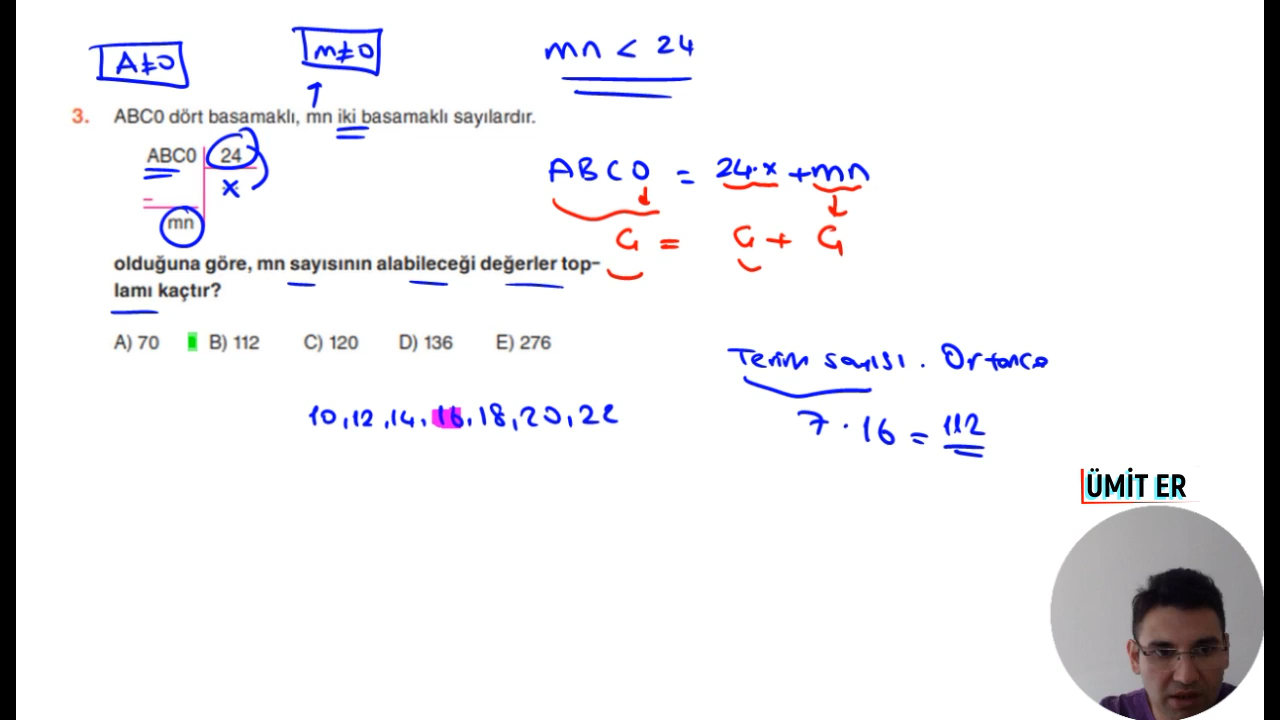 A≠0
m≠0
mn < 24
3. ABC0 dört basamaklı, mn iki basamaklı sayılardır.
ABC0 24
x
mn
ABC0 = 24.x + mn
Ç = Ç + Ç
olduğuna göre, mn sayısının alabileceği değerler top-
lamı kaçtır?
A) 70 B) 112 C) 120 D) 136 E) 276
Terim sayısı . Ortanca
10, 12, 14, 16, 18, 20, 22
7 . 16 = 112
ÜMİT ER